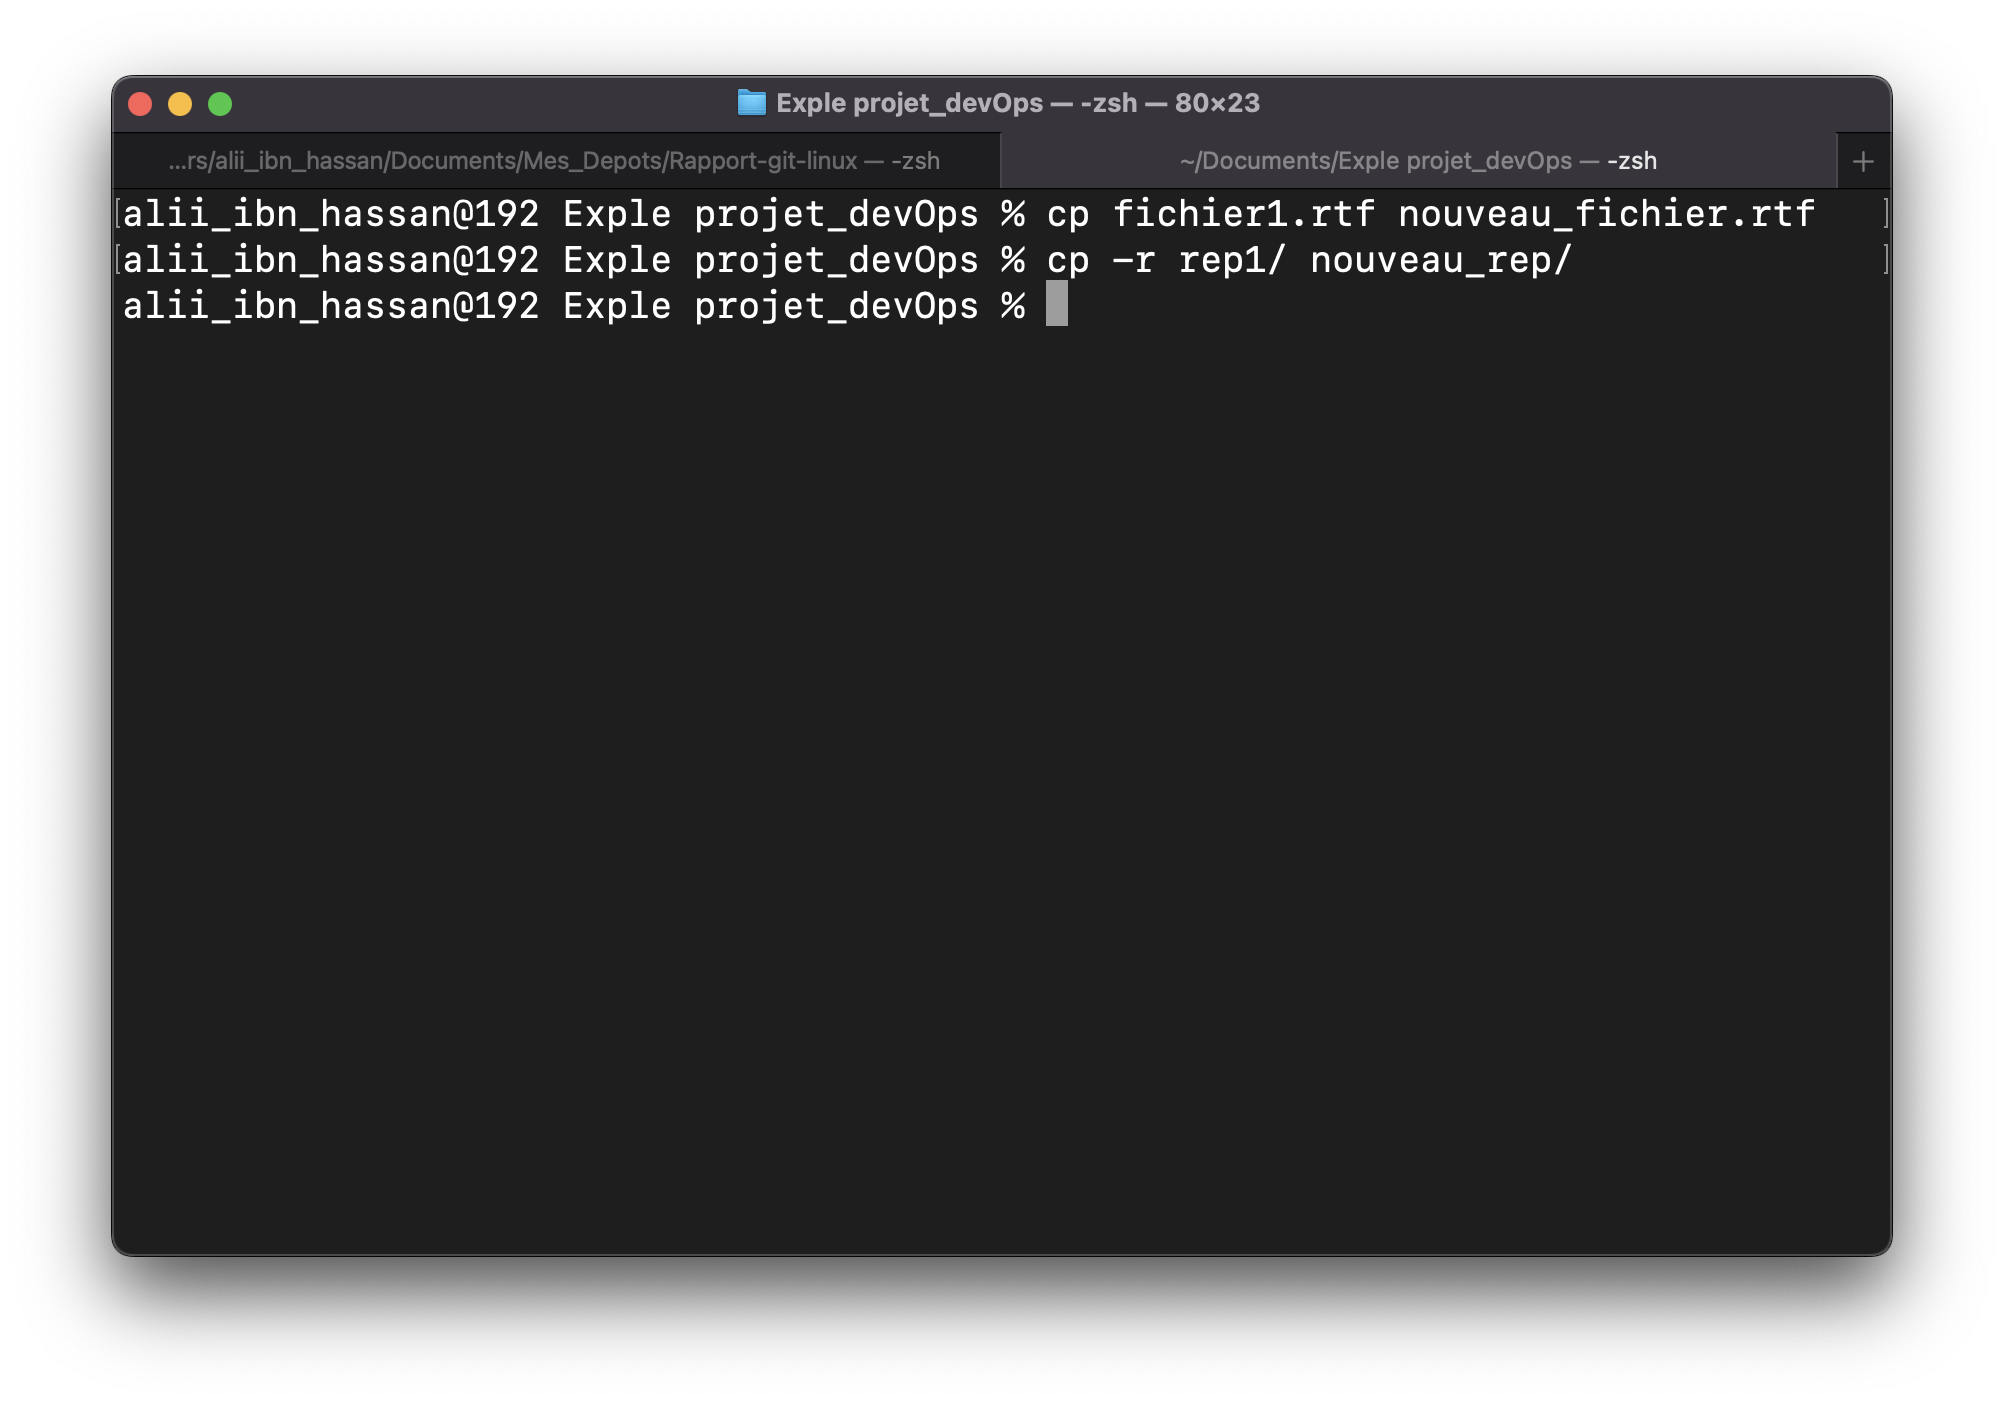 Exple projet_devOps — -zsh — 80×23
...rs/alii_ibn_hassan/Documents/Mes_Depots/Rapport-git-linux — -zsh
~/Documents/Exple projet_devOps — -zsh
+
[alii_ibn_hassan@192 Exple projet_devOps % cp fichier1.rtf nouveau_fichier.rtf ]
[alii_ibn_hassan@192 Exple projet_devOps % cp -r rep1/ nouveau_rep/ ]
alii_ibn_hassan@192 Exple projet_devOps %